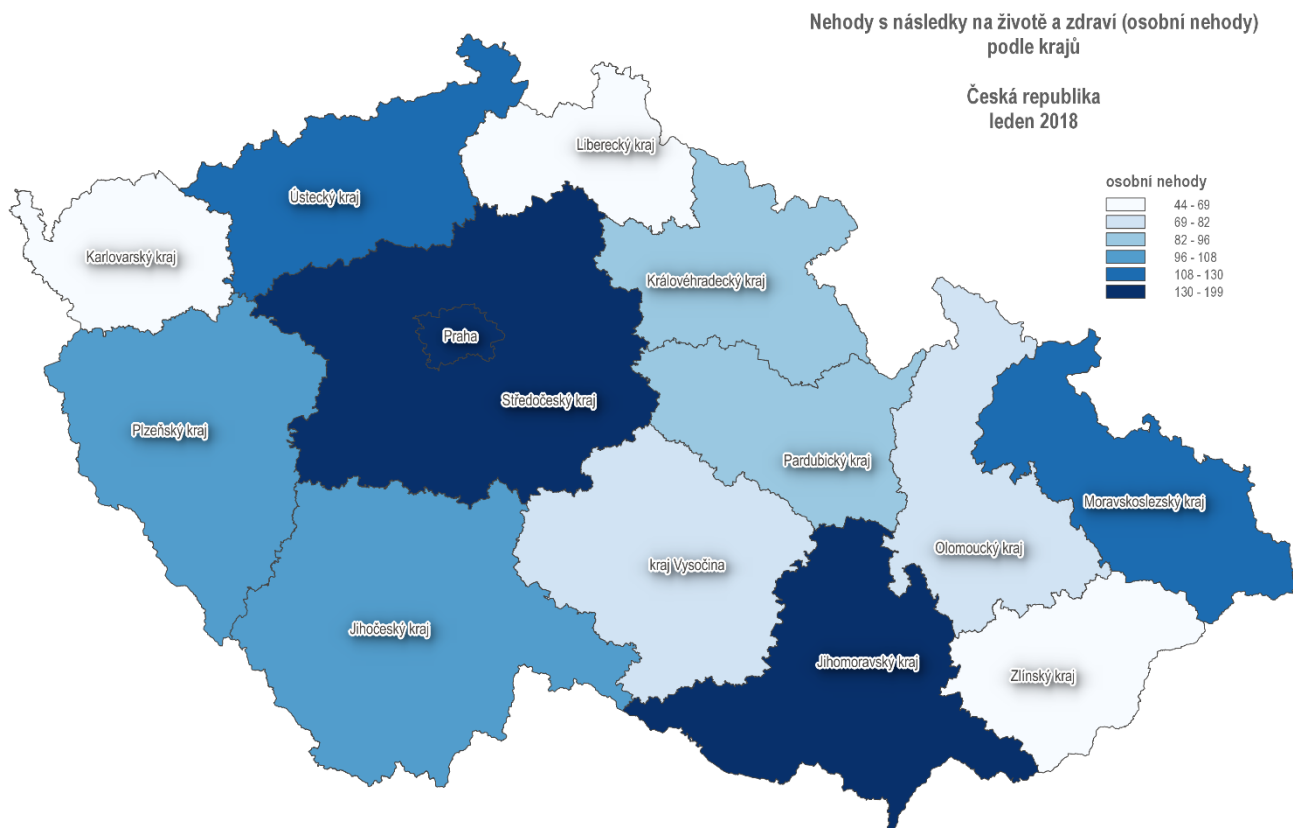 Nehody s následky na životě a zdraví (osobní nehody)
podle krajů
Česká republika
leden 2018
osobní nehody
44 - 69
69 - 82
82 - 96
96 - 108
108 - 130
130 - 199
Liberecký kraj
Ústecký kraj
Karlovarský kraj
Královéhradecký kraj
Praha
Středočeský kraj
Plzeňský kraj
Pardubický kraj
Moravskoslezský kraj
Olomoucký kraj
kraj Vysočina
Jihočeský kraj
Jihomoravský kraj
Zlínský kraj